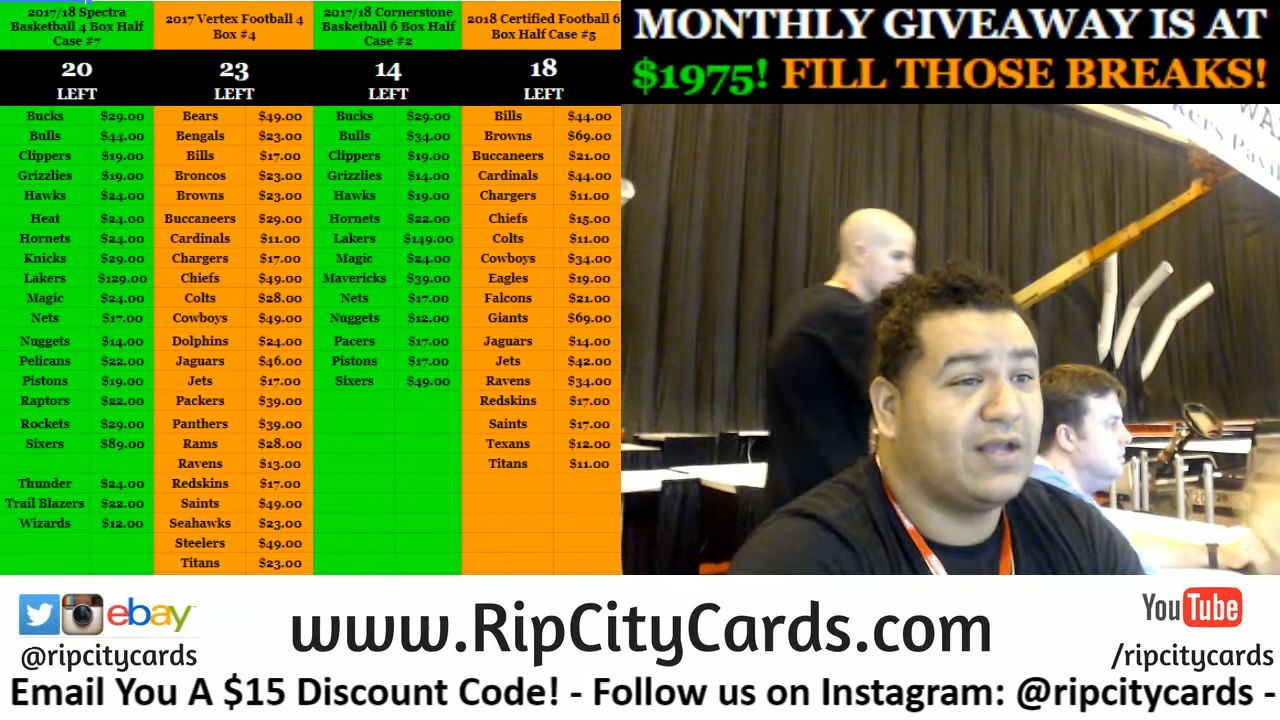 2017/18 Spectra
Basketball 4 Box Half
Case #7
20
LEFT
Bucks $29.00
Bulls $44.00
Clippers $19.00
Grizzlies $19.00
Hawks $24.00
Heat $24.00
Hornets $24.00
Knicks $29.00
Lakers $129.00
Magic $24.00
Nets $17.00
Nuggets $14.00
Pelicans $22.00
Pistons $19.00
Raptors $22.00
Rockets $29.00
Sixers $89.00
Thunder $24.00
Trail Blazers $22.00
Wizards $12.00
2017 Vertex Football 4
Box #4
23
LEFT
Bears $49.00
Bengals $23.00
Bills $17.00
Broncos $23.00
Browns $23.00
Buccaneers $29.00
Cardinals $11.00
Chargers $17.00
Chiefs $49.00
Colts $28.00
Cowboys $49.00
Dolphins $24.00
Jaguars $46.00
Jets $17.00
Packers $39.00
Panthers $39.00
Rams $28.00
Ravens $13.00
Redskins $17.00
Saints $49.00
Seahawks $23.00
Steelers $49.00
Titans $23.00
2017/18 Cornerstone
Basketball 6 Box Half
Case #2
14
LEFT
Bucks $29.00
Bulls $34.00
Clippers $19.00
Grizzlies $14.00
Hawks $19.00
Hornets $22.00
Lakers $149.00
Magic $24.00
Mavericks $39.00
Nets $17.00
Nuggets $12.00
Pacers $17.00
Pistons $17.00
Sixers $49.00
2018 Certified Football 6
Box Half Case #5
18
LEFT
Bills $44.00
Browns $69.00
Buccaneers $21.00
Cardinals $44.00
Chargers $11.00
Chiefs $15.00
Colts $11.00
Cowboys $34.00
Eagles $19.00
Falcons $21.00
Giants $69.00
Jaguars $14.00
Jets $42.00
Ravens $34.00
Redskins $17.00
Saints $17.00
Texans $12.00
Titans $11.00
MONTHLY GIVEAWAY IS AT
$1975! FILL THOSE BREAKS!
ebay
@ripcitycards
www.RipCityCards.com
YouTube
/ripcitycards
Email You A $15 Discount Code! - Follow us on Instagram: @ripcitycards -